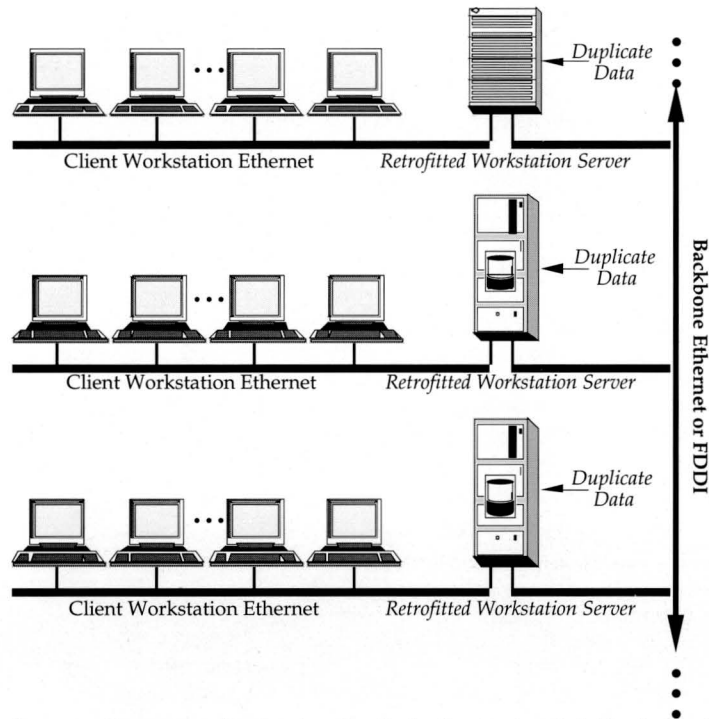 Duplicate
Data
Client Workstation Ethernet
Retrofitted Workstation Server
Duplicate
Data
Client Workstation Ethernet
Retrofitted Workstation Server
Duplicate
Data
Client Workstation Ethernet
Retrofitted Workstation Server
Backbone Ethernet or FDDI